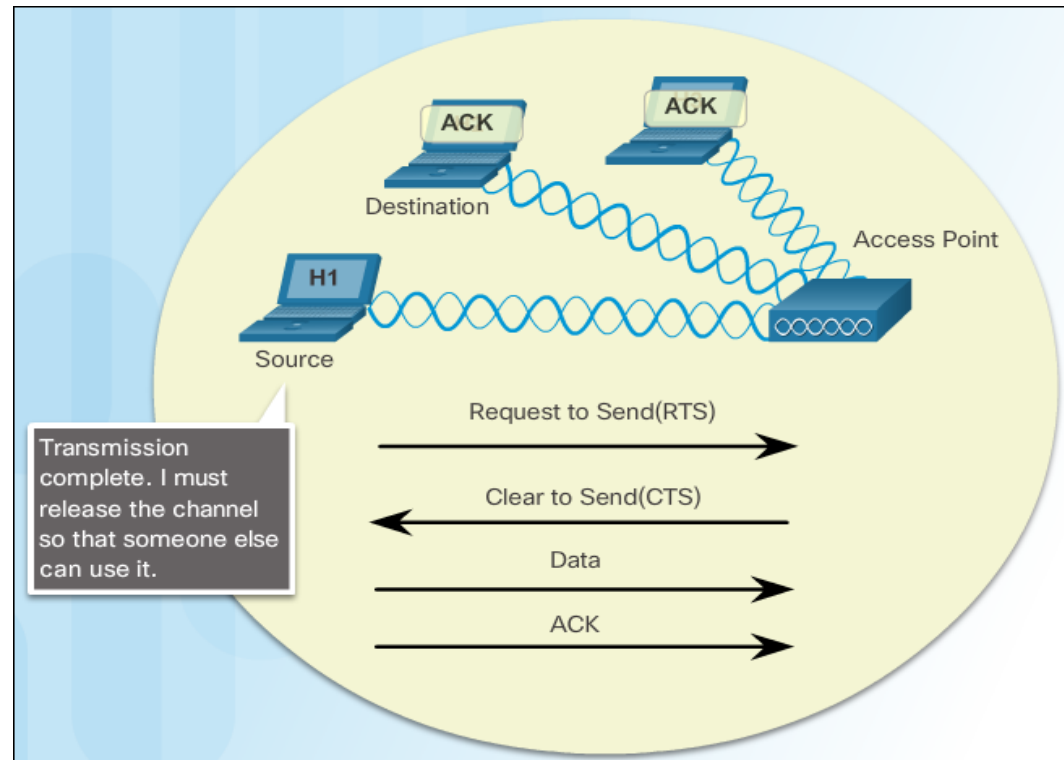 ACK
ACK
Destination
Access Point
H1
Source
Request to Send(RTS)
Transmission
complete. I must
release the channel
so that someone else
can use it.
Clear to Send(CTS)
Data
ACK